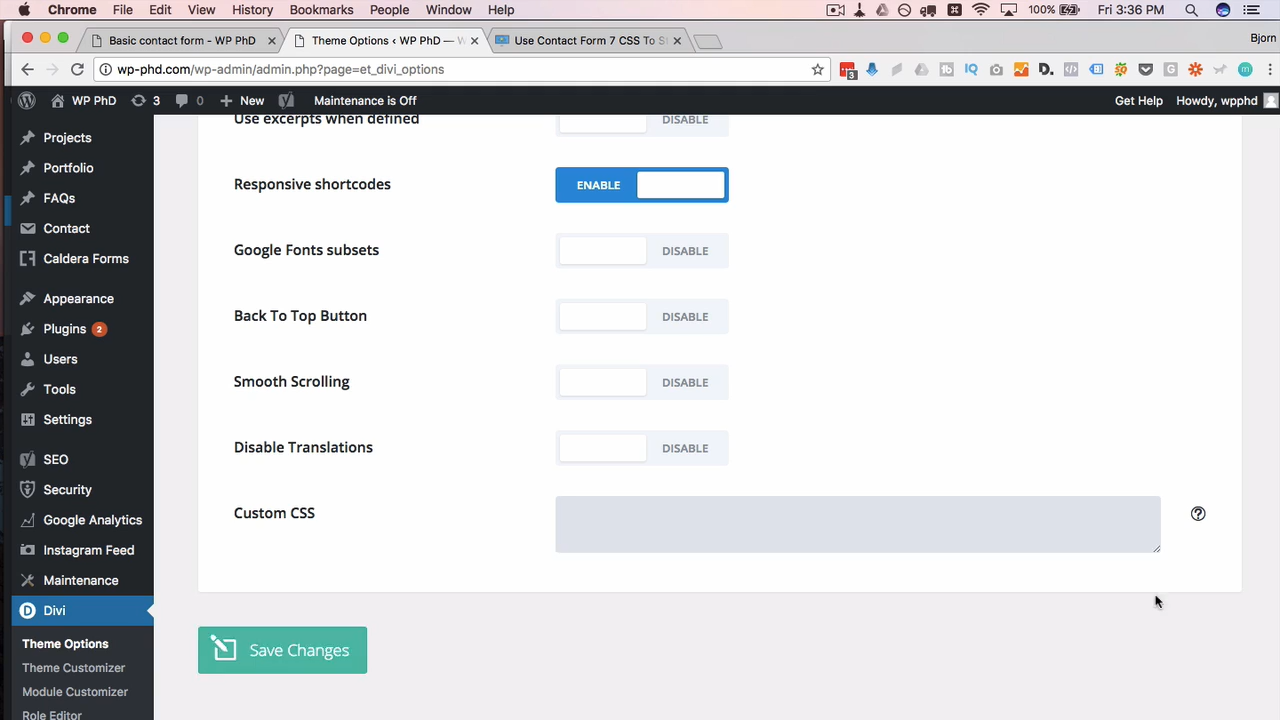 Chrome File Edit View History Bookmarks People Window Help 100% Fri 3:36 PM
Basic contact form - WP PhD Theme Options ‹ WP PhD — W Use Contact Form 7 CSS To S Bjorn
wp-phd.com/wp-admin/admin.php?page=et_divi_options 3
WP PhD 3 0 New Maintenance is Off Get Help Howdy, wpphd
Projects
Portfolio
FAQs
Contact
Caldera Forms
Appearance
Plugins 2
Users
Tools
Settings
SEO
Security
Google Analytics
Instagram Feed
Maintenance
Divi
Theme Options
Theme Customizer
Module Customizer
Role Editor
Use excerpts when defined DISABLE
Responsive shortcodes ENABLE
Google Fonts subsets DISABLE
Back To Top Button DISABLE
Smooth Scrolling DISABLE
Disable Translations DISABLE
Custom CSS
Save Changes